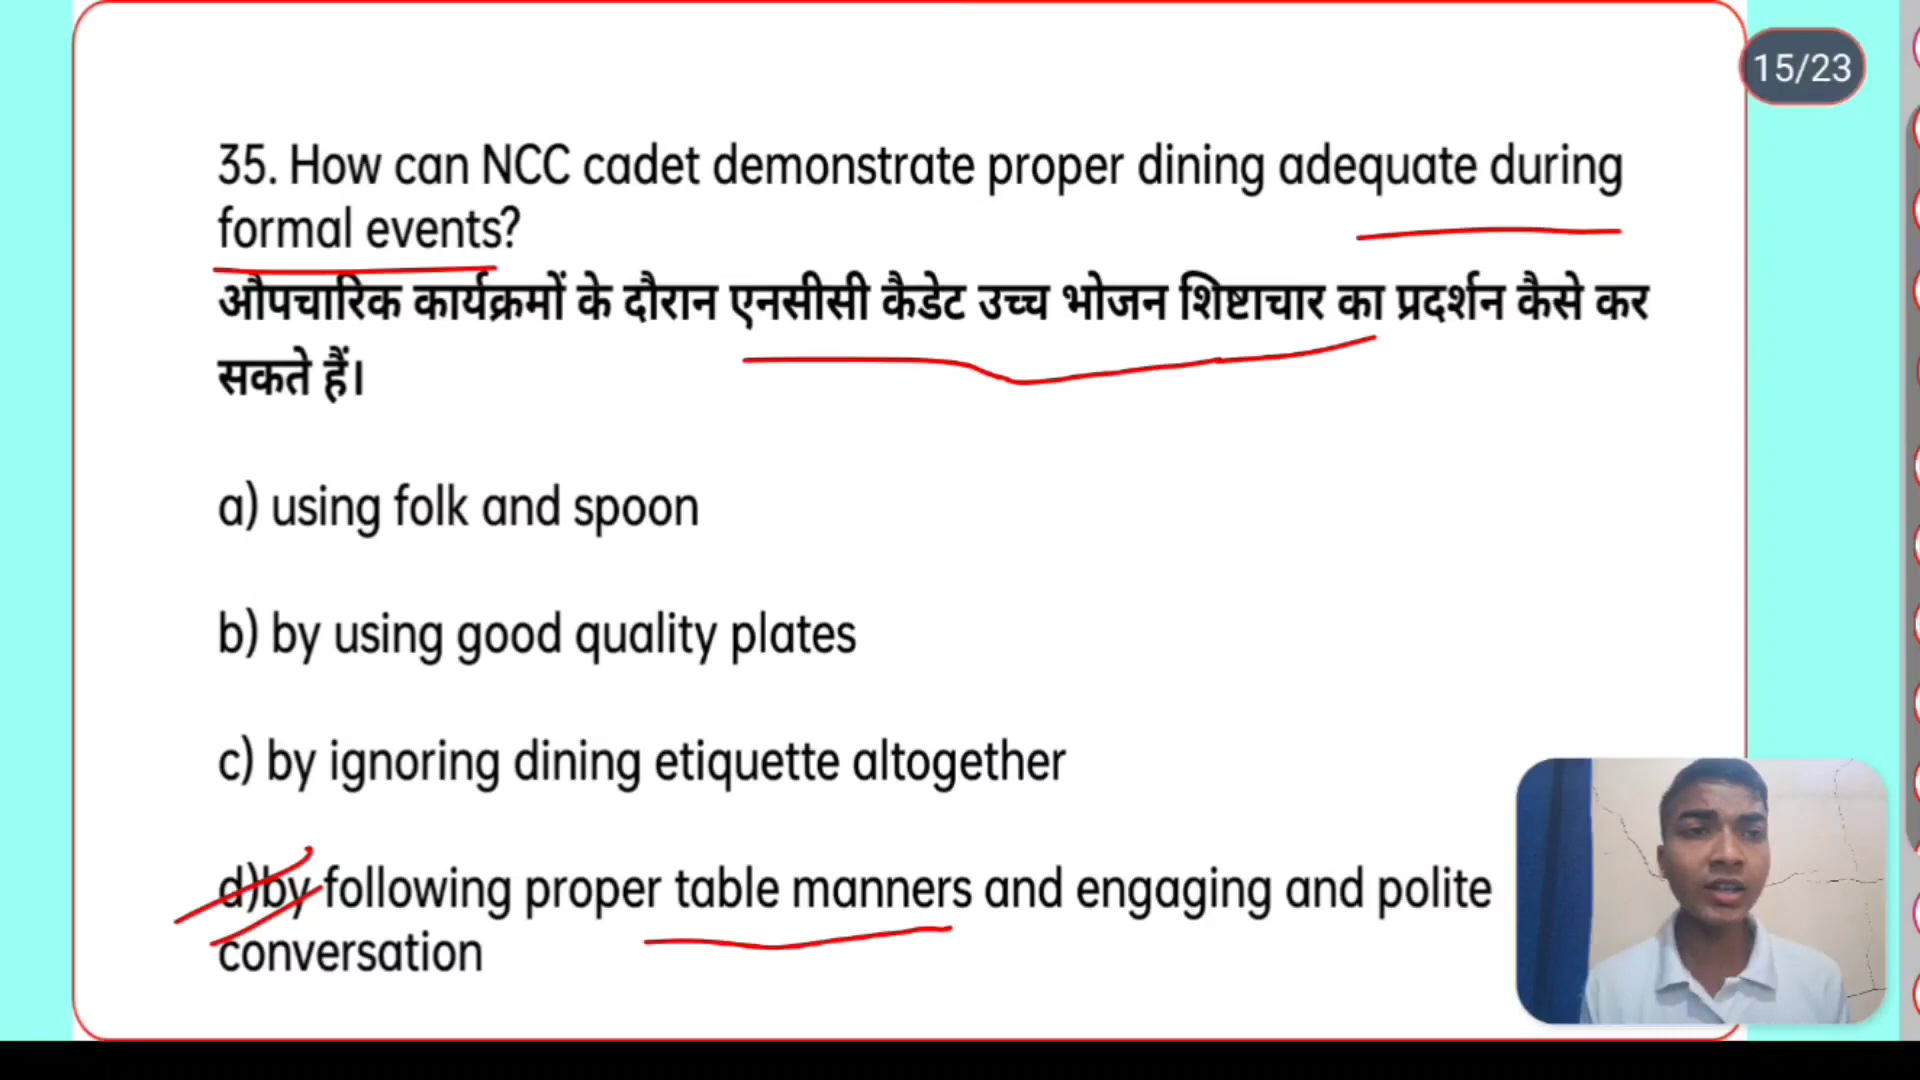 15/23
35. How can NCC cadet demonstrate proper dining adequate during
formal events?
औपचारिक कार्यक्रमों के दौरान एनसीसी कैडेट उच्च भोजन शिष्टाचार का प्रदर्शन कैसे कर
सकते हैं।
a) using folk and spoon
b) by using good quality plates
c) by ignoring dining etiquette altogether
d)by following proper table manners and engaging and polite
conversation